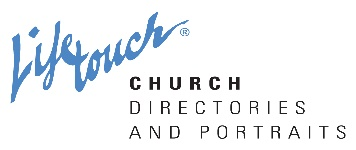 Lifetouch®
CHURCH
DIRECTORIES
AND PORTRAITS